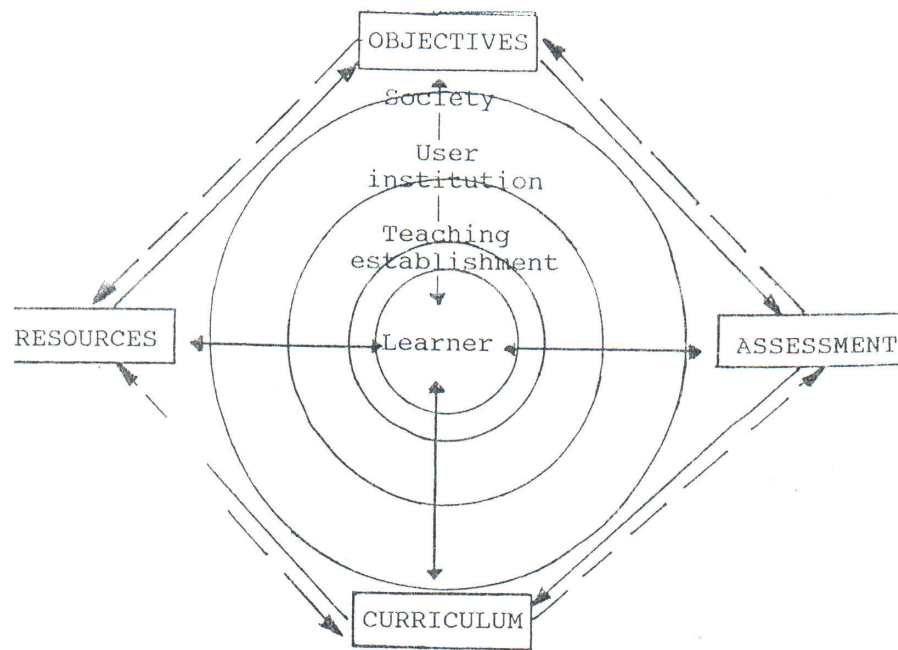 OBJECTIVES
Society
User
institution
Teaching
establishment
RESOURCES
Learner
ASSESSMENT
CURRICULUM